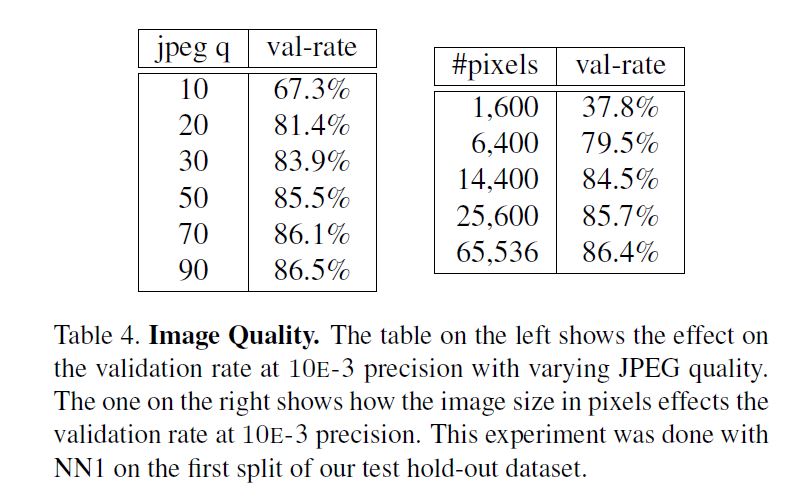 jpeg q val-rate
10 67.3%
20 81.4%
30 83.9%
50 85.5%
70 86.1%
90 86.5%
#pixels val-rate
1,600 37.8%
6,400 79.5%
14,400 84.5%
25,600 85.7%
65,536 86.4%
Table 4. Image Quality. The table on the left shows the effect on
the validation rate at 10E-3 precision with varying JPEG quality.
The one on the right shows how the image size in pixels effects the
validation rate at 10E-3 precision. This experiment was done with
NN1 on the first split of our test hold-out dataset.